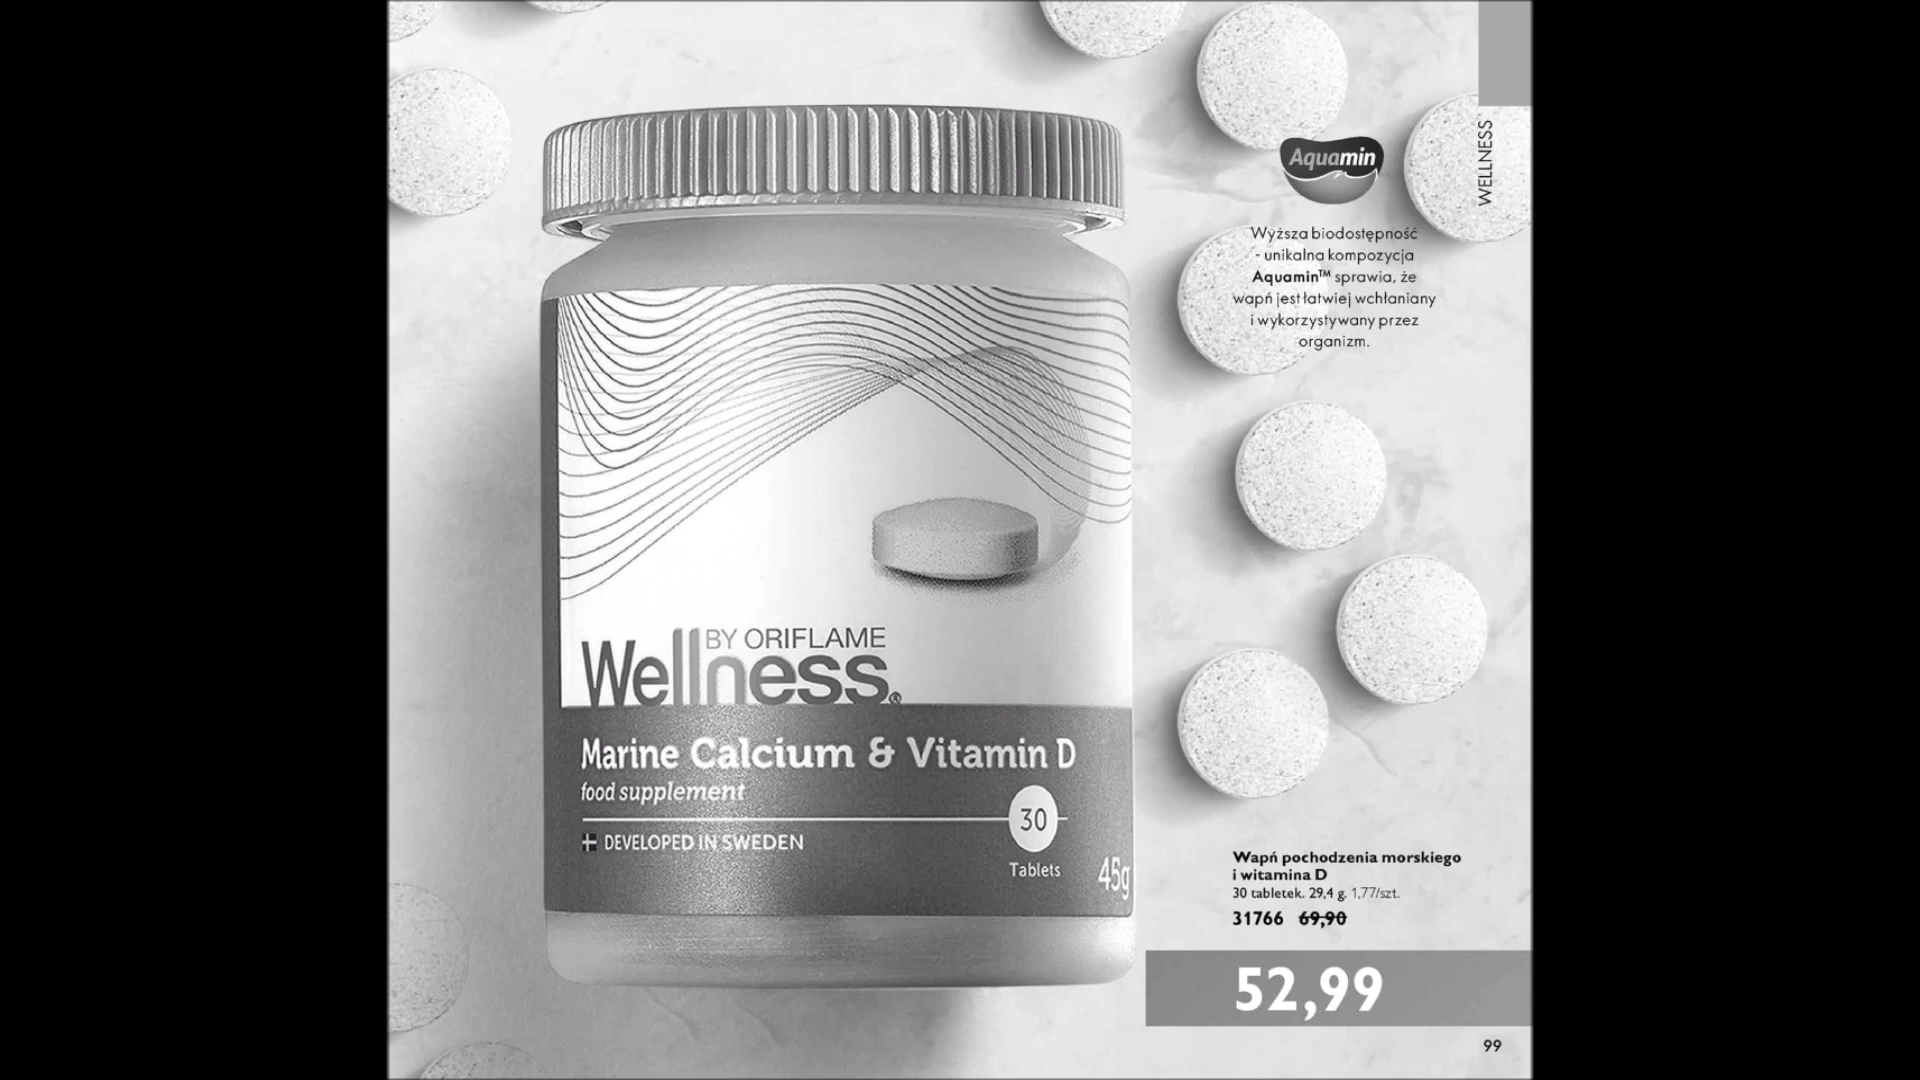 Aquamin
WELLNESS
Wyższa biodostępność
- unikalna kompozycja
Aquamin™ sprawia, że
wapń jest łatwiej wchłaniany
i wykorzystywany przez
organizm.
BY ORIFLAME
Wellness®
Marine Calcium & Vitamin D
food supplement
30
DEVELOPED IN SWEDEN
Tablets
45g
Wapń pochodzenia morskiego
i witamina D
30 tabletek. 29,4 g. 1,77/szt.
31766 69,90
52,99
99